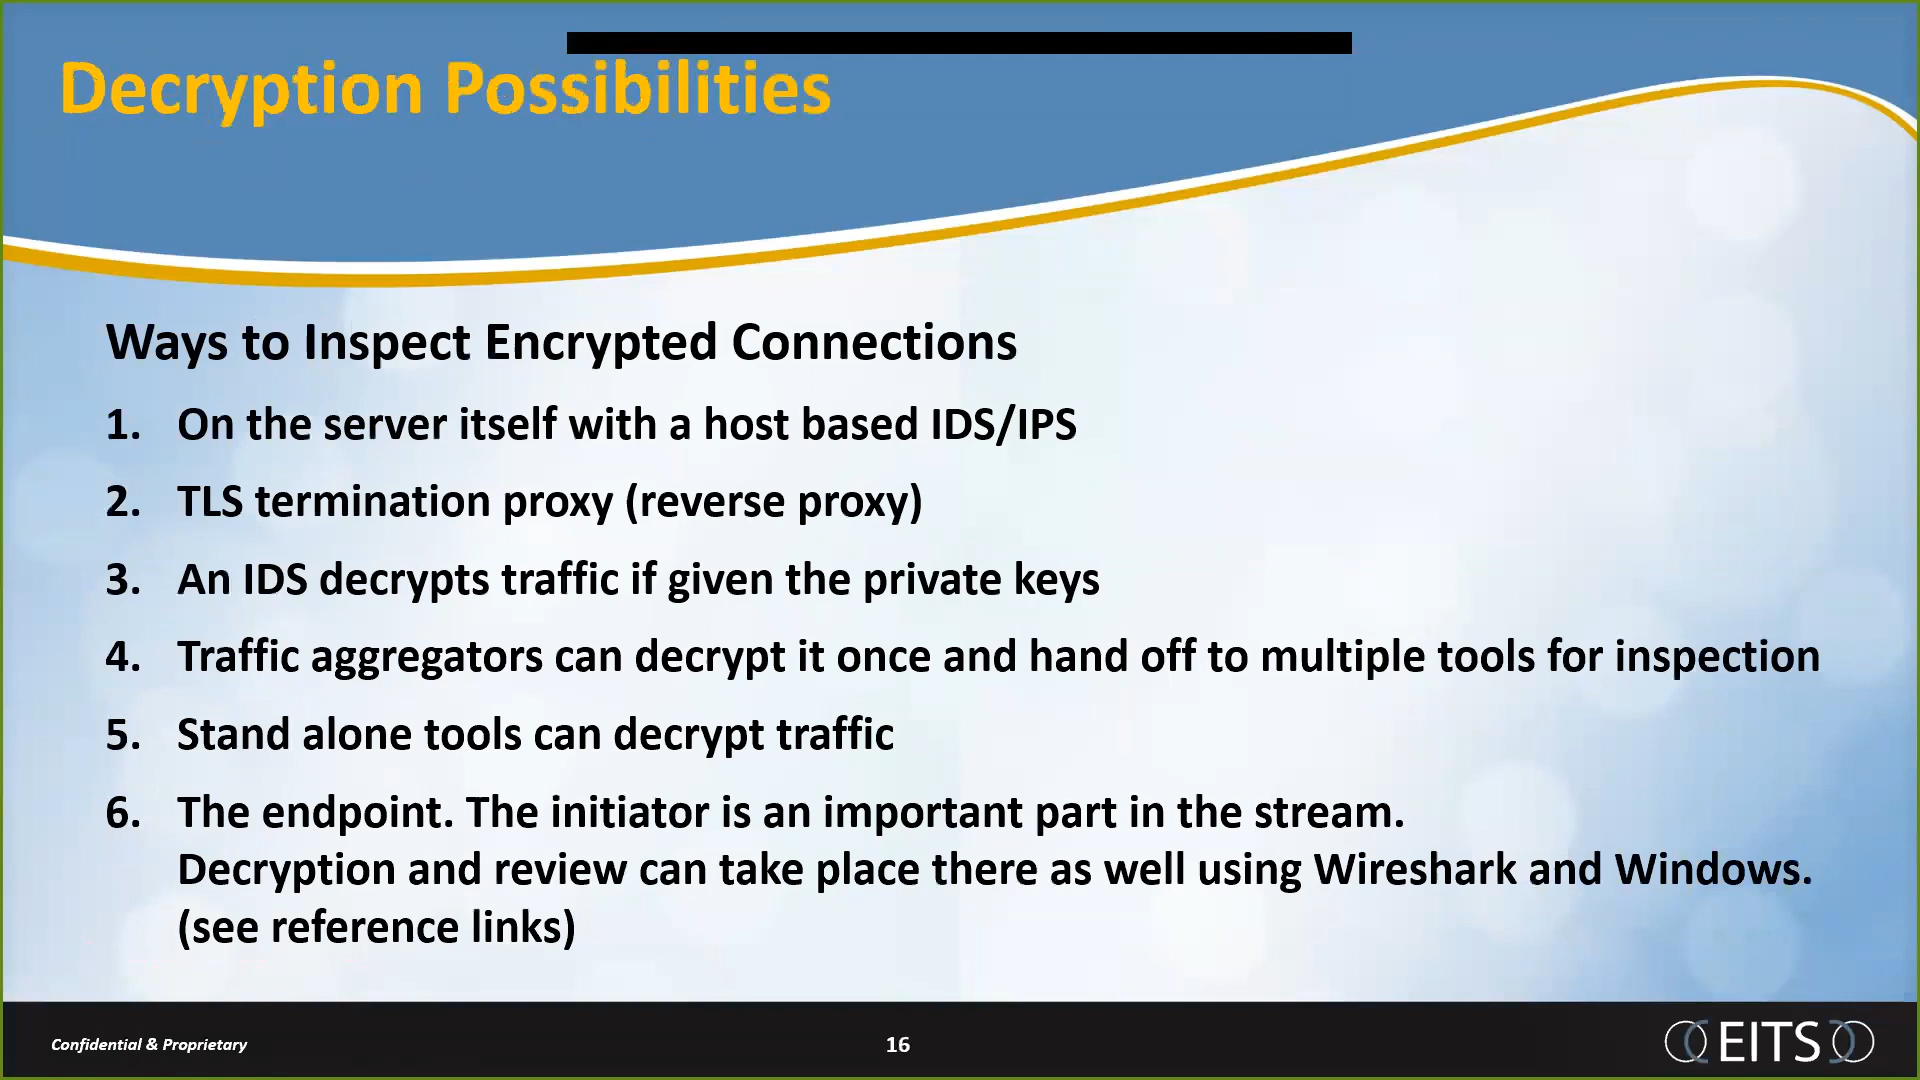 Decryption Possibilities
Ways to Inspect Encrypted Connections
1. On the server itself with a host based IDS/IPS
2. TLS termination proxy (reverse proxy)
3. An IDS decrypts traffic if given the private keys
4. Traffic aggregators can decrypt it once and hand off to multiple tools for inspection
5. Stand alone tools can decrypt traffic
6. The endpoint. The initiator is an important part in the stream.
Decryption and review can take place there as well using Wireshark and Windows.
(see reference links)
Confidential & Proprietary
16
EITS